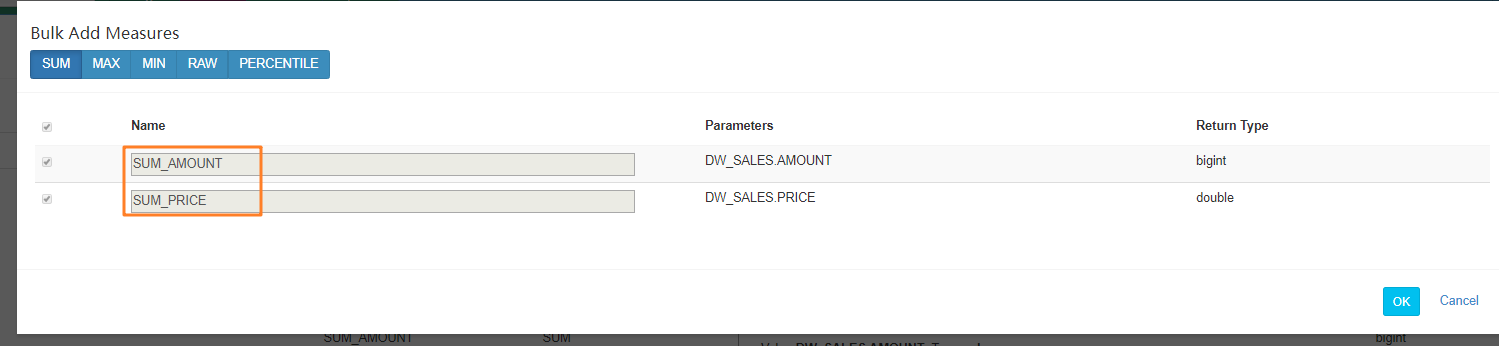 Bulk Add Measures
SUM MAX MIN RAW PERCENTILE
Name Parameters Return Type
SUM_AMOUNT DW_SALES.AMOUNT bigint
SUM_PRICE DW_SALES.PRICE double
OK Cancel
SUM_AMOUNT SUM bigint